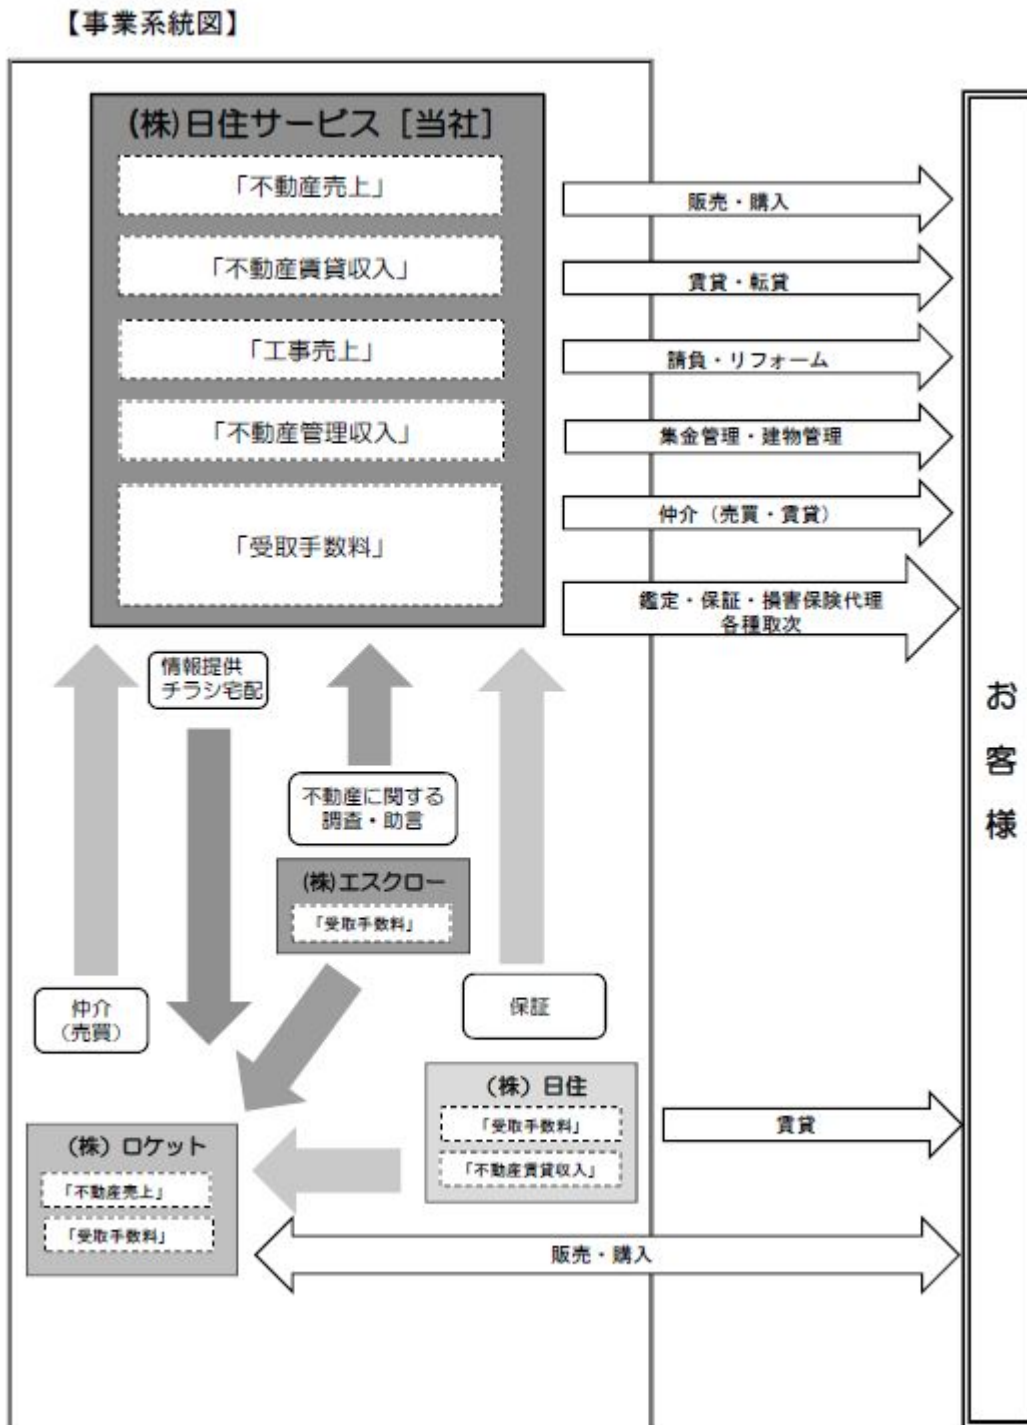 【事業系統図】
(株)日住サービス［当社］
「不動産売上」
「不動産賃貸収入」
「工事売上」
「不動産管理収入」
「受取手数料」
販売・購入
賃貸・転貸
請負・リフォーム
集金管理・建物管理
仲介（売買・賃貸）
鑑定・保証・損害保険代理
各種取次
お客様
情報提供
チラシ宅配
不動産に関する
調査・助言
(株)エスクロー
「受取手数料」
仲介
（売買）
保証
（株）日住
「受取手数料」
「不動産賃貸収入」
賃貸
（株）ロケット
「不動産売上」
「受取手数料」
販売・購入